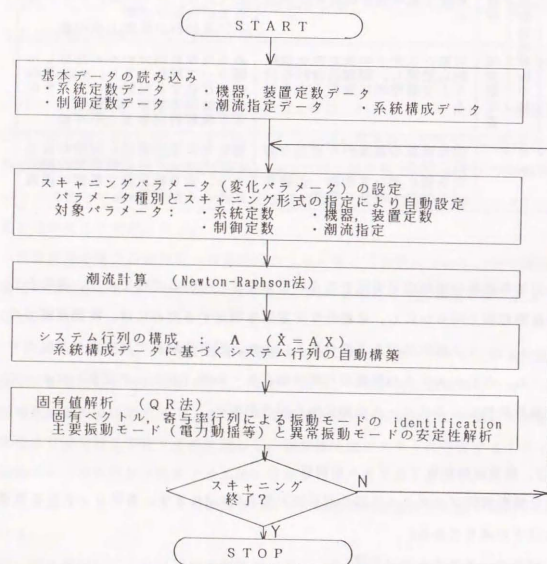 START
基本データの読み込み
・系統定数データ ・機器，装置定数データ
・制御定数データ 潮流指定データ ・系統構成データ
スキャニングパラメータ（変化パラメータ）の設定
パラメータ種別とスキャニング形式の指定により自動設定
対象パラメータ： ・系統定数 ・機器，装置定数
・制御定数 ・潮流指定
潮流計算 （Newton-Raphson法）
システム行列の構成 ： A （Ẋ＝AX）
系統構成データに基づくシステム行列の自動構築
固有値解析 （QR法）
固有ベクトル，寄与率行列による振動モードの identification
主要振動モード（電力動揺等）と異常振動モードの安定性解析
スキャニング
終了？
N
Y
STOP